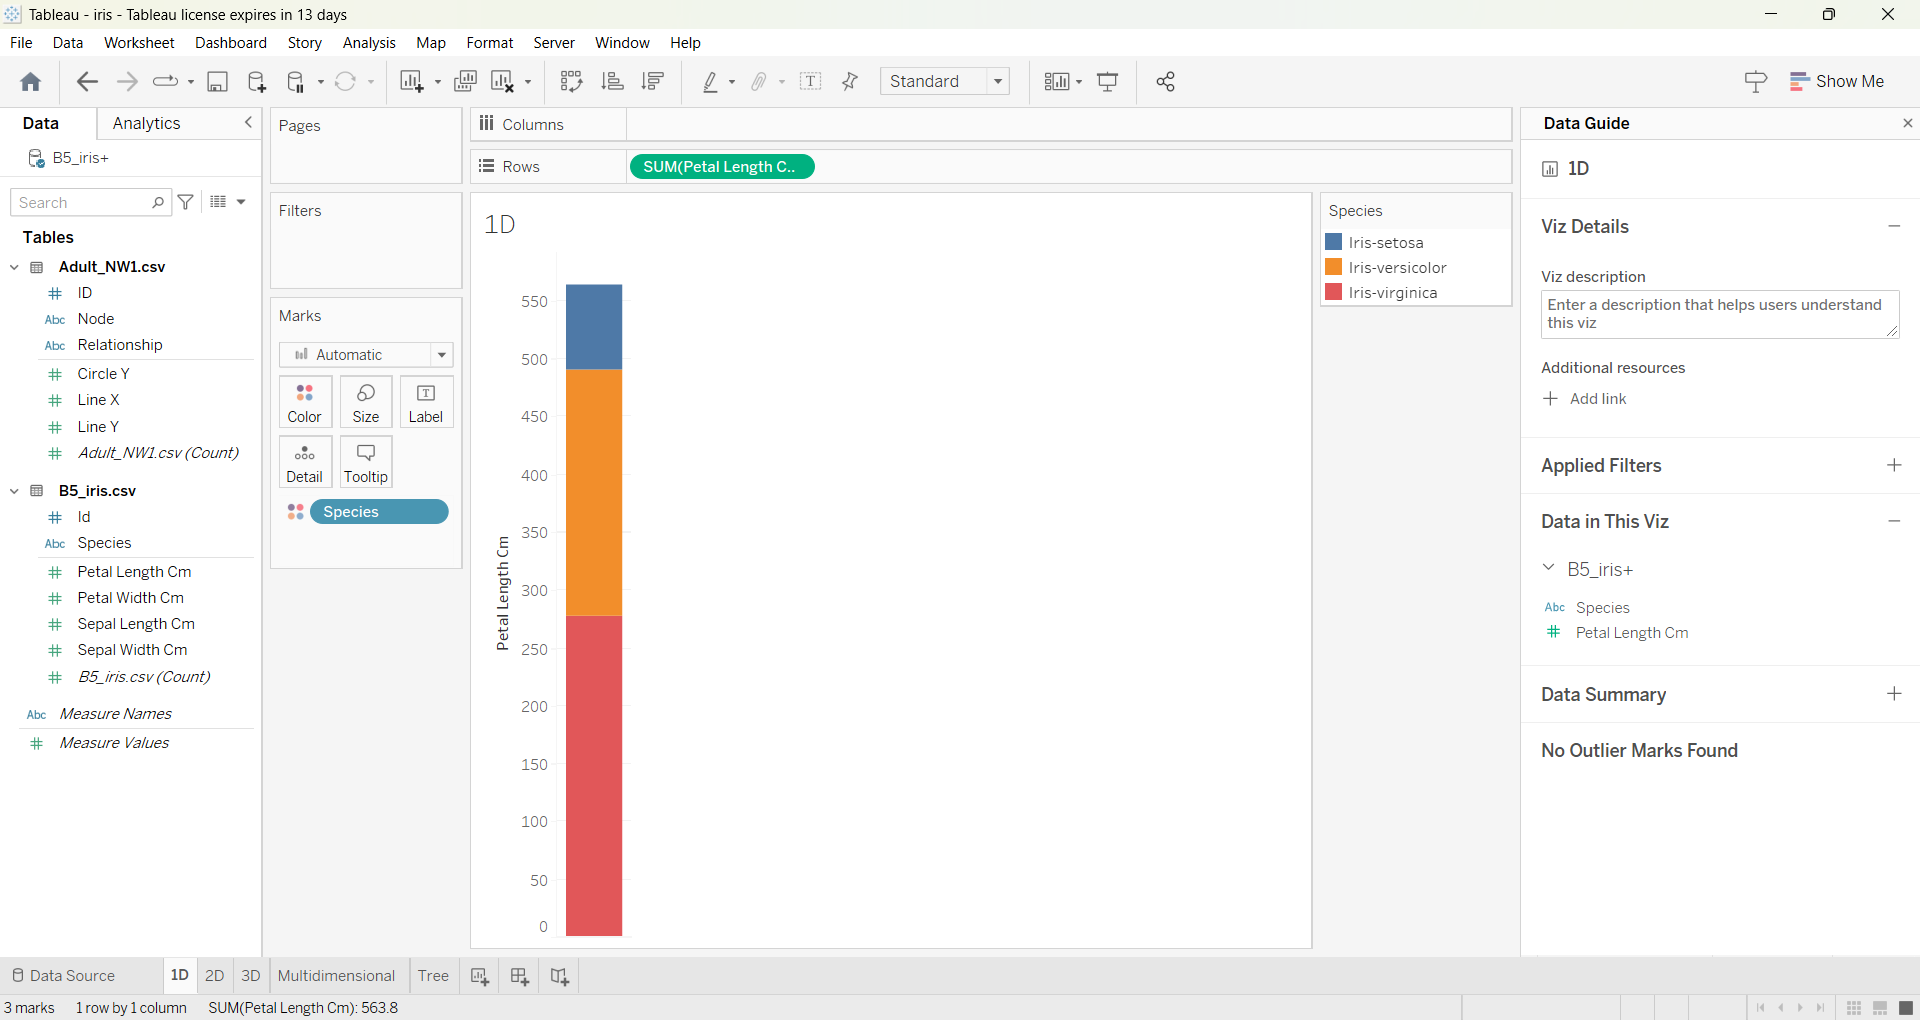 Tableau - iris - Tableau license expires in 13 days
File Data Worksheet Dashboard Story Analysis Map Format Server Window Help
Standard
Show Me
Data
Analytics
B5_iris+
Search
Tables
Adult_NW1.csv
# ID
Abc Node
Abc Relationship
# Circle Y
# Line X
# Line Y
# Adult_NW1.csv (Count)
B5_iris.csv
# Id
Abc Species
# Petal Length Cm
# Petal Width Cm
# Sepal Length Cm
# Sepal Width Cm
# B5_iris.csv (Count)
Abc Measure Names
# Measure Values
Pages
Filters
Marks
Automatic
Color
Size
T
Label
Detail
Tooltip
Species
Columns
Rows
SUM(Petal Length C..
1D
Petal Length Cm
550
500
450
400
350
300
250
200
150
100
50
0
Species
Iris-setosa
Iris-versicolor
Iris-virginica
Data Guide
1D
Viz Details
Viz description
Enter a description that helps users understand
this viz
Additional resources
Add link
Applied Filters
Data in This Viz
B5_iris+
Abc Species
# Petal Length Cm
Data Summary
No Outlier Marks Found
Data Source
1D
2D
3D
Multidimensional
Tree
3 marks 1 row by 1 column SUM(Petal Length Cm): 563.8